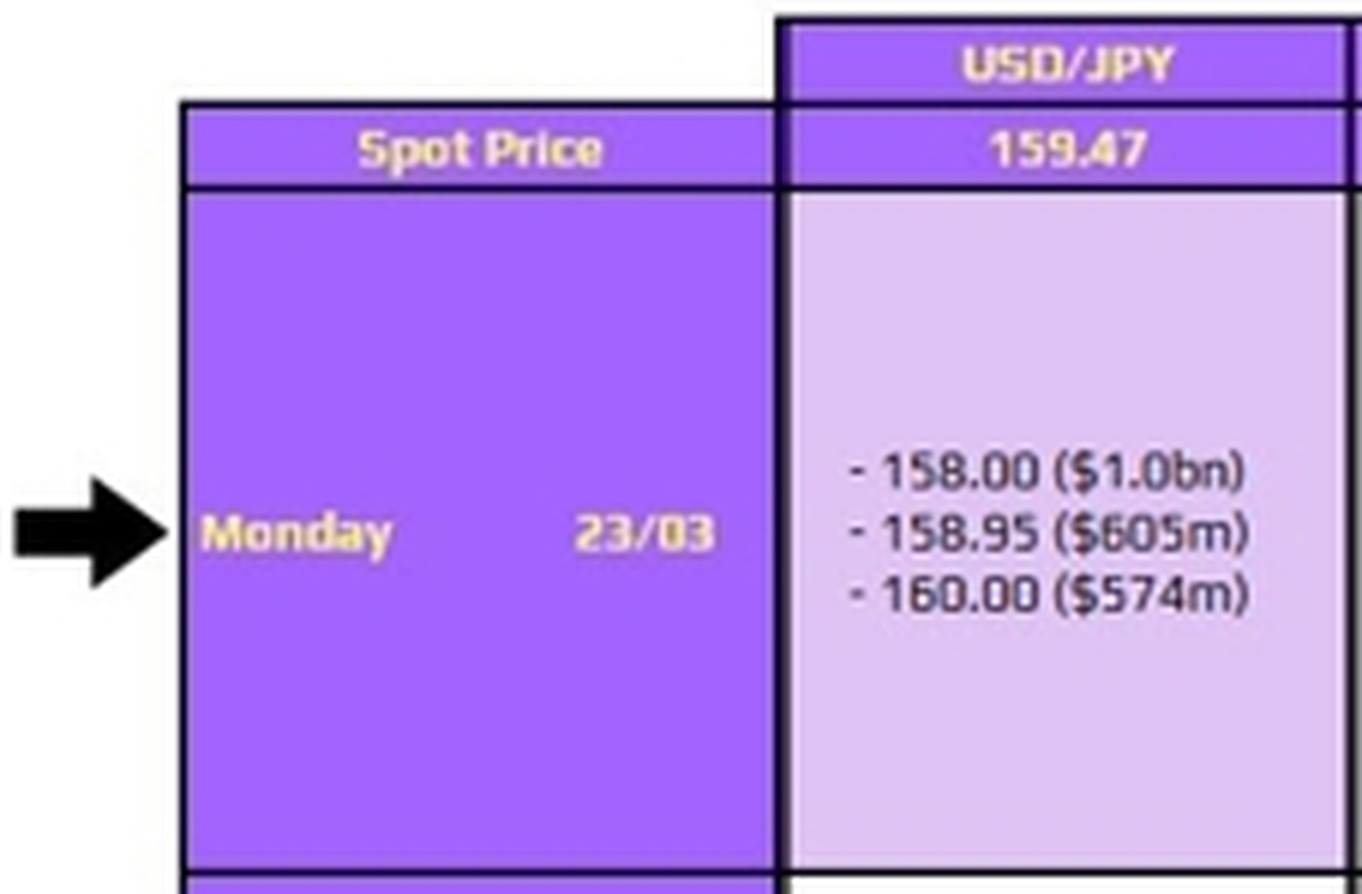 USD/JPY
Spot Price 159.47
Monday 23/03
- 158.00 ($1.0bn)
- 158.95 ($605m)
- 160.00 ($574m)